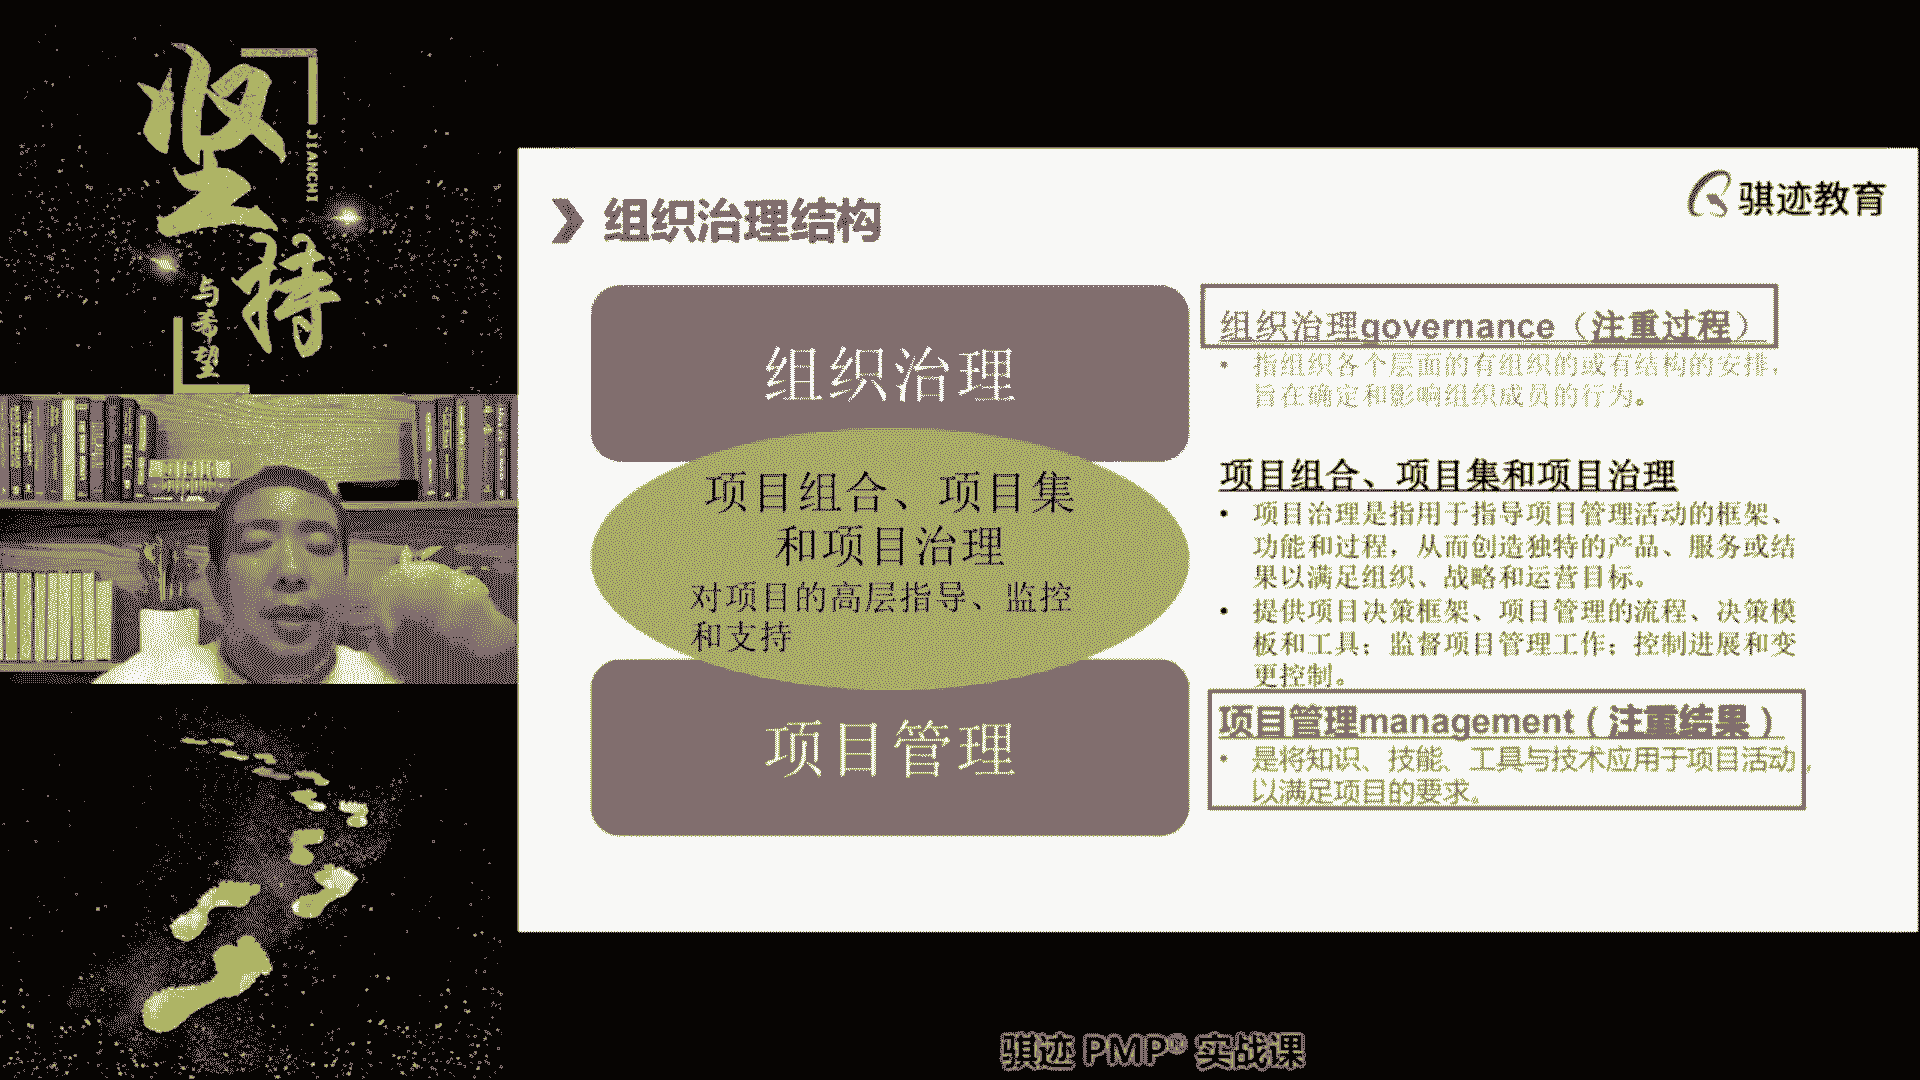 坚持
JIANCHI
与希望
骐迹教育
组织治理结构
组织治理
项目组合、项目集
和项目治理
对项目的高层指导、监控
和支持
项目管理
组织治理governance（注重过程）
• 指组织各个层面的有组织的或有结构的安排，
旨在确定和影响组织成员的行为。
项目组合、项目集和项目治理
• 项目治理是指用于指导项目管理活动的框架、
功能和过程，从而创造独特的产品、服务或结
果以满足组织、战略和运营目标。
• 提供项目决策框架、项目管理的流程、决策模
板和工具；监督项目管理工作；控制进展和变
更控制。
项目管理management（注重结果）
• 是将知识、技能、工具与技术应用于项目活动，
以满足项目的要求。
骐迹 PMP® 实战课